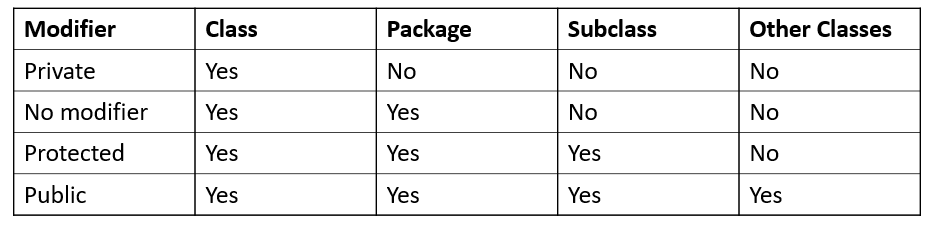 Modifier Class Package Subclass Other Classes
Private Yes No No No
No modifier Yes Yes No No
Protected Yes Yes Yes No
Public Yes Yes Yes Yes